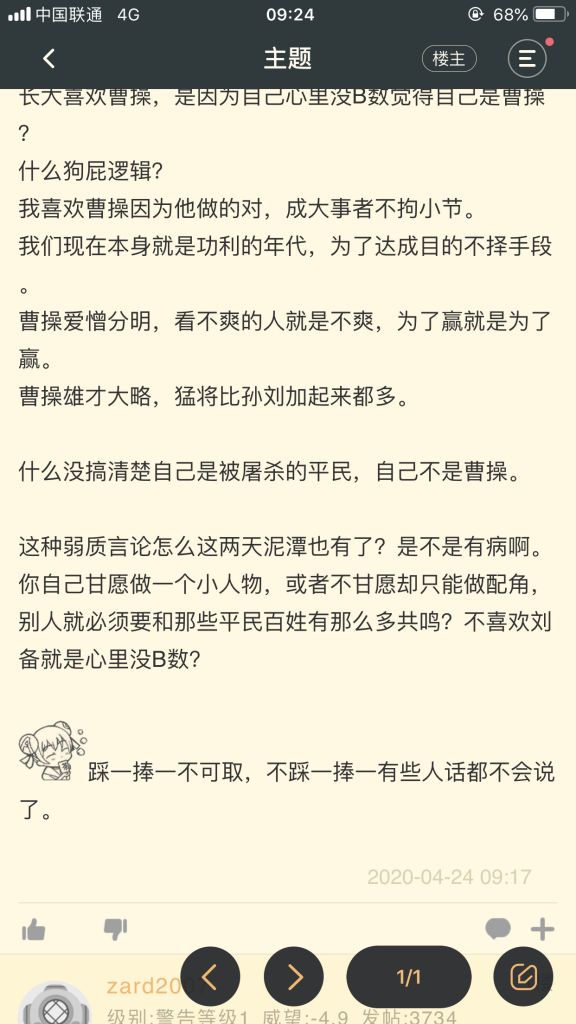 中国联通 4G 09:24 68%
主题 楼主
长大喜欢曹操，是因为自己心里没B数觉得自己是曹操
？
什么狗屁逻辑？
我喜欢曹操因为他做的对，成大事者不拘小节。
我们现在本身就是功利的年代，为了达成目的不择手段
。
曹操爱憎分明，看不爽的人就是不爽，为了赢就是为了
赢。
曹操雄才大略，猛将比孙刘加起来都多。
什么没搞清楚自己是被屠杀的平民，自己不是曹操。
这种弱质言论怎么这两天泥潭也有了？是不是有病啊。
你自己甘愿做一个小人物，或者不甘愿却只能做配角，
别人就必须要和那些平民百姓有那么多共鸣？不喜欢刘
备就是心里没B数？
踩一捧一不可取，不踩一捧一有些人话都不会说
了。
2020-04-24 09:17
1/1
级别:警告等级1 威望:-4.9 发帖:3734